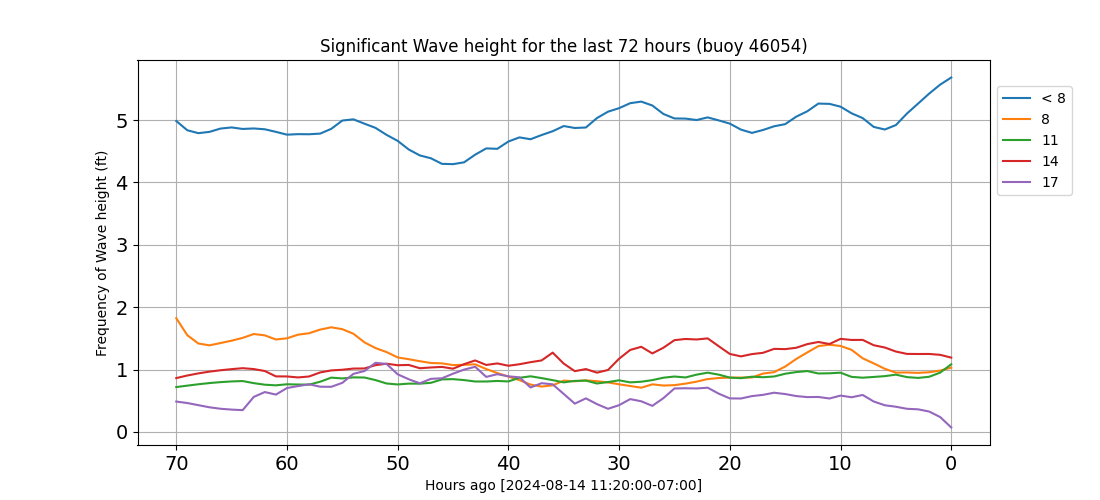 Significant Wave height for the last 72 hours (buoy 46054)
Frequency of Wave height (ft)
5
4
3
2
1
0
70 60 50 40 30 20 10 0
Hours ago [2024-08-14 11:20:00-07:00]
< 8
8
11
14
17